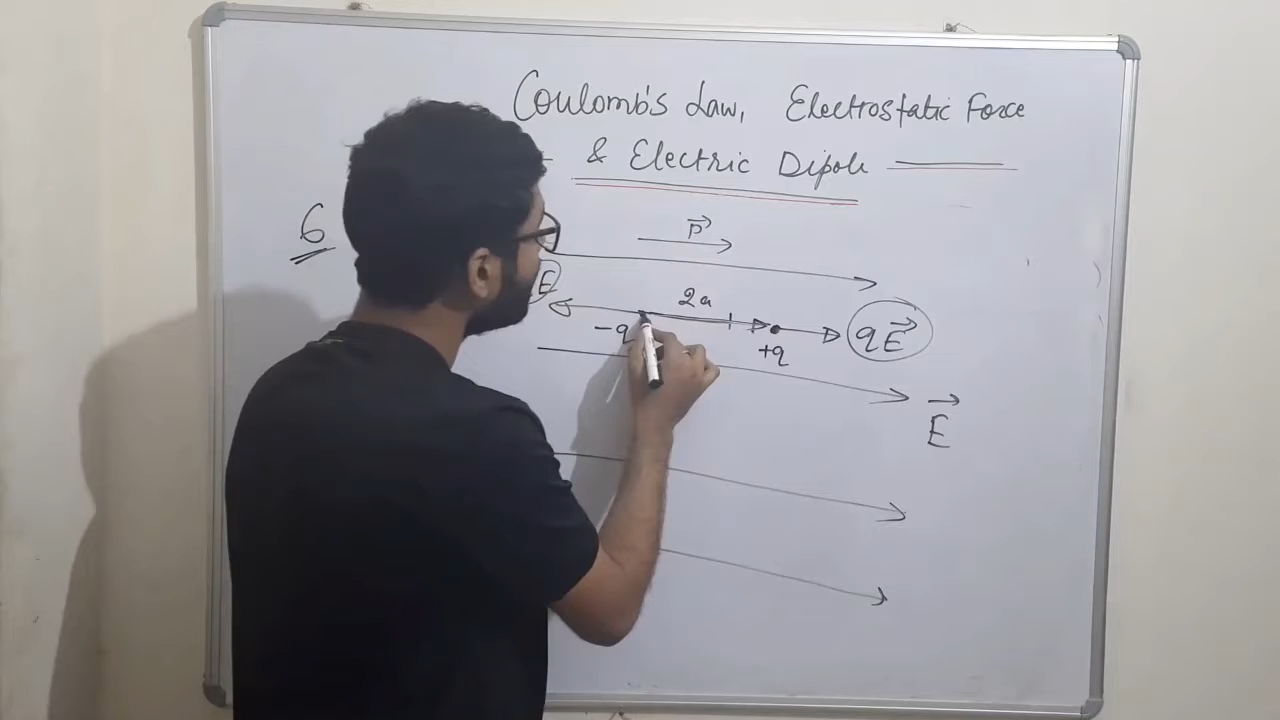 Coulomb's Law, Electrostatic Force
& Electric Dipole
6
P
E
2a
-q
+q
qE
E